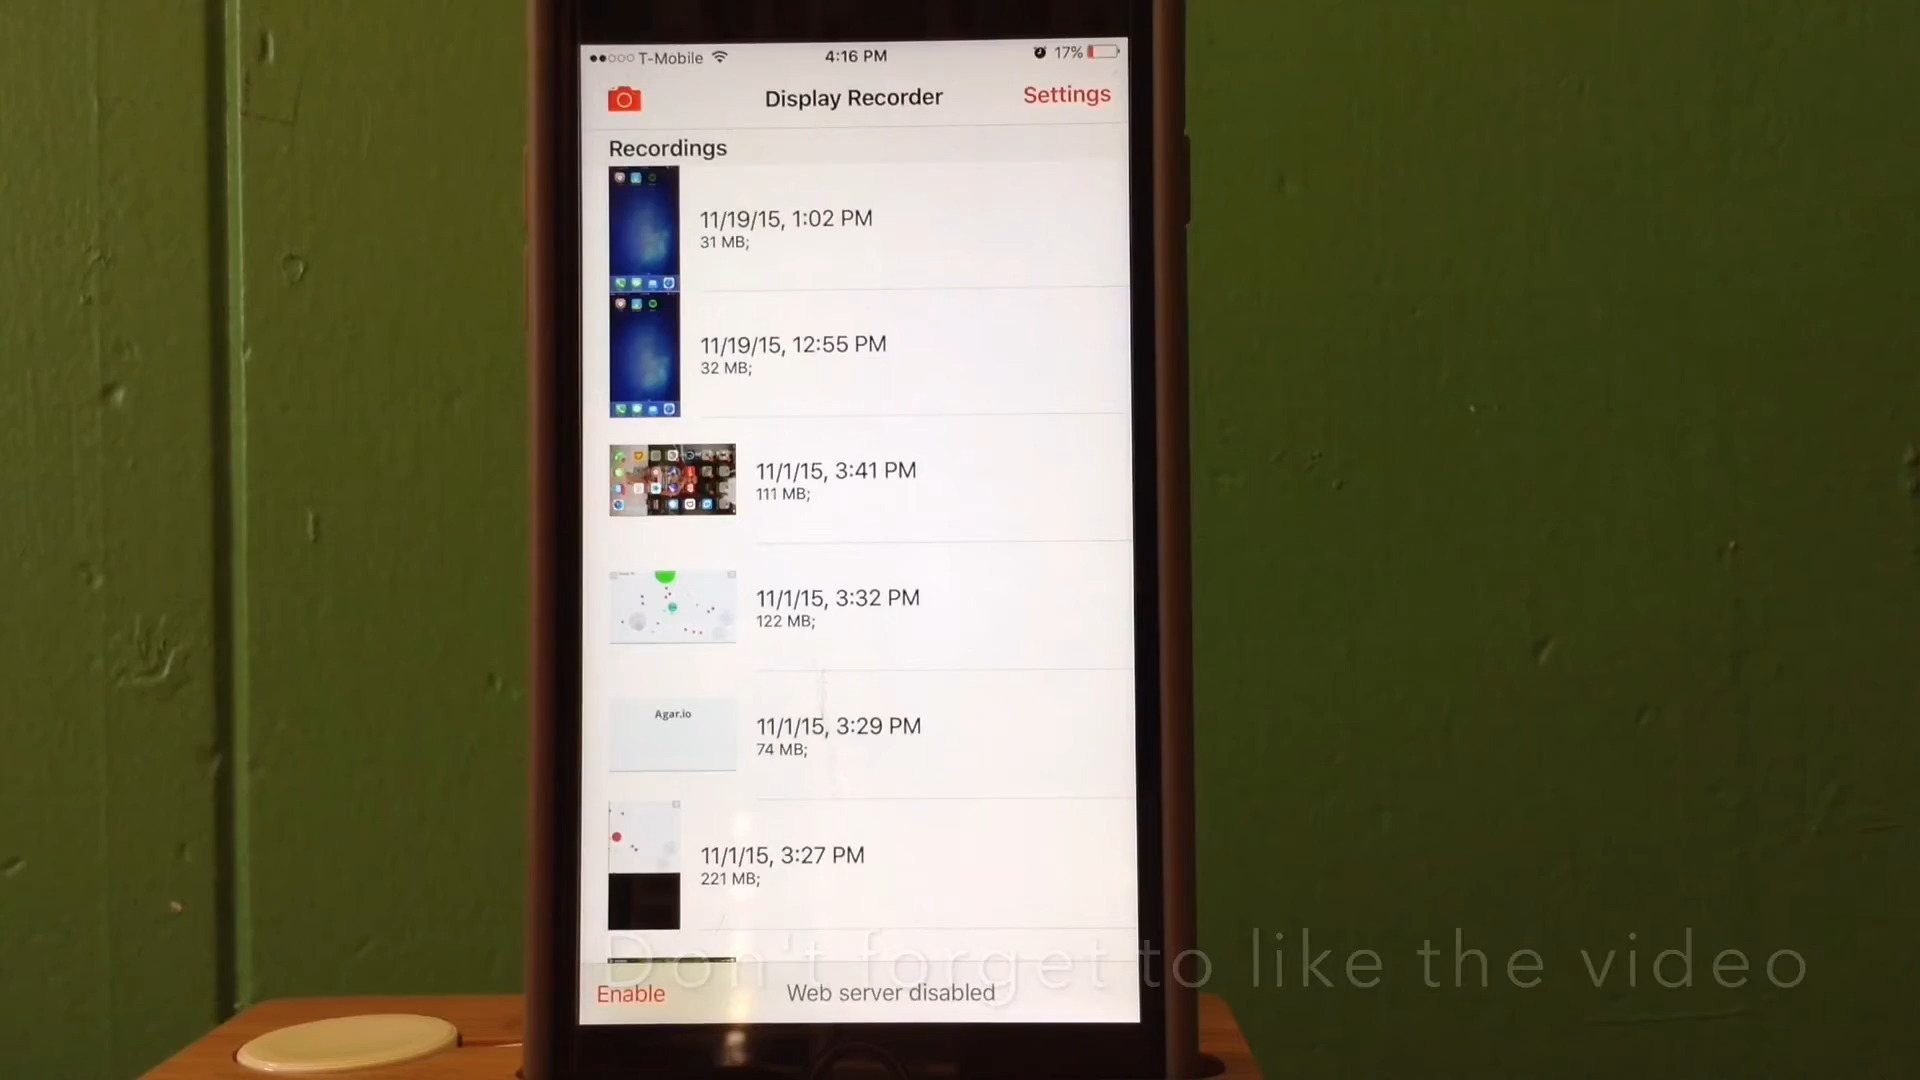 T-Mobile 4:16 PM 17%
Display Recorder Settings
Recordings
11/19/15, 1:02 PM
31 MB;
11/19/15, 12:55 PM
32 MB;
11/1/15, 3:41 PM
111 MB;
11/1/15, 3:32 PM
122 MB;
Agar.io
11/1/15, 3:29 PM
74 MB;
11/1/15, 3:27 PM
221 MB;
Don't forget to like the video
Enable Web server disabled